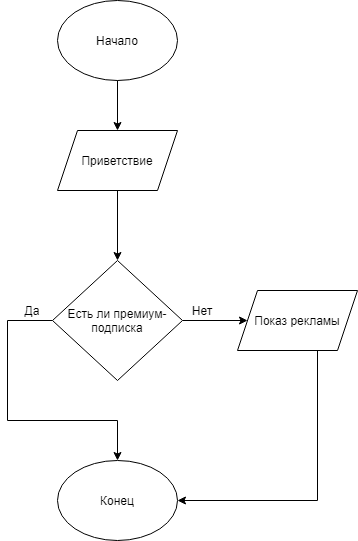 Начало
Приветствие
Есть ли премиум-
подписка
Да
Нет
Показ рекламы
Конец